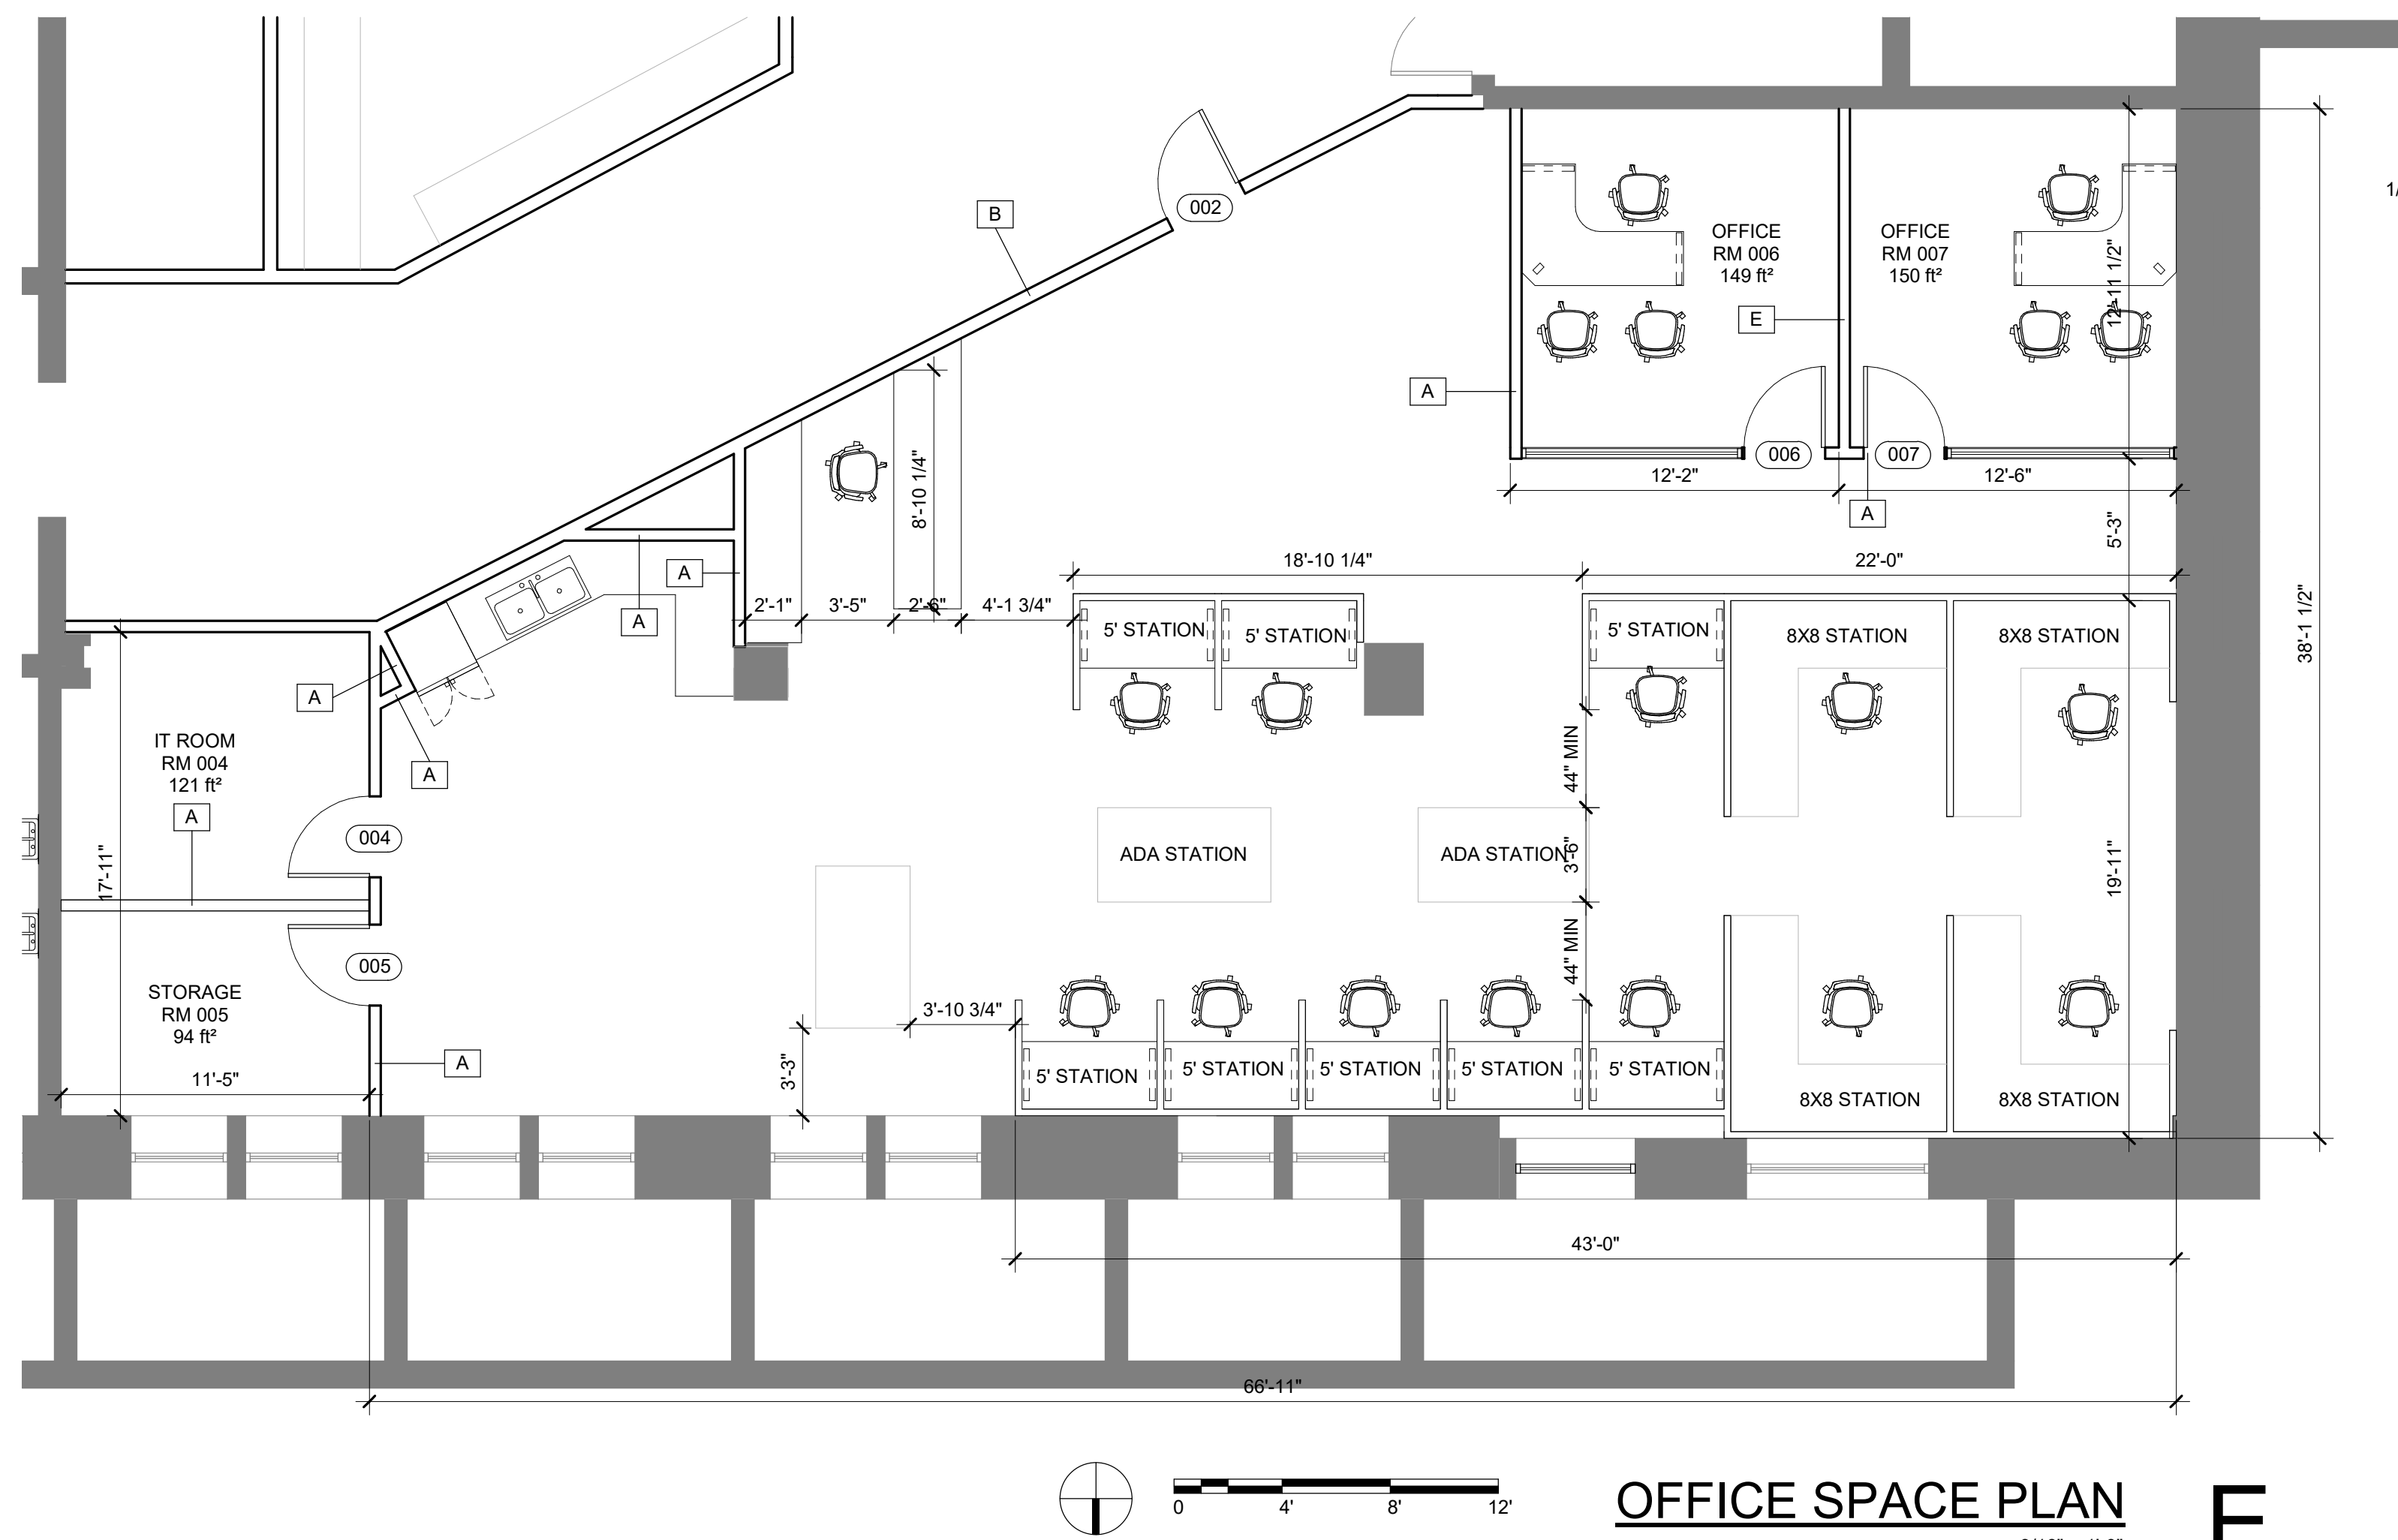 1/
002
B
OFFICE
RM 006
149 ft²
OFFICE
RM 007
150 ft²
12'-11 1/2"
E
A
006
007
12'-2"
12'-6"
A
8'-10 1/4"
5'-3"
18'-10 1/4"
22'-0"
A
A
2'-1"
3'-5"
2'-6"
4'-1 3/4"
5' STATION
5' STATION
5' STATION
8X8 STATION
8X8 STATION
38'-1 1/2"
A
A
IT ROOM
RM 004
121 ft²
A
44" MIN
004
17'-11"
ADA STATION
ADA STATION
3'-6"
19'-11"
005
44" MIN
STORAGE
RM 005
94 ft²
3'-10 3/4"
A
3'-3"
11'-5"
5' STATION
5' STATION
5' STATION
5' STATION
5' STATION
8X8 STATION
8X8 STATION
43'-0"
66'-11"
0
4'
8'
12'
OFFICE SPACE PLAN